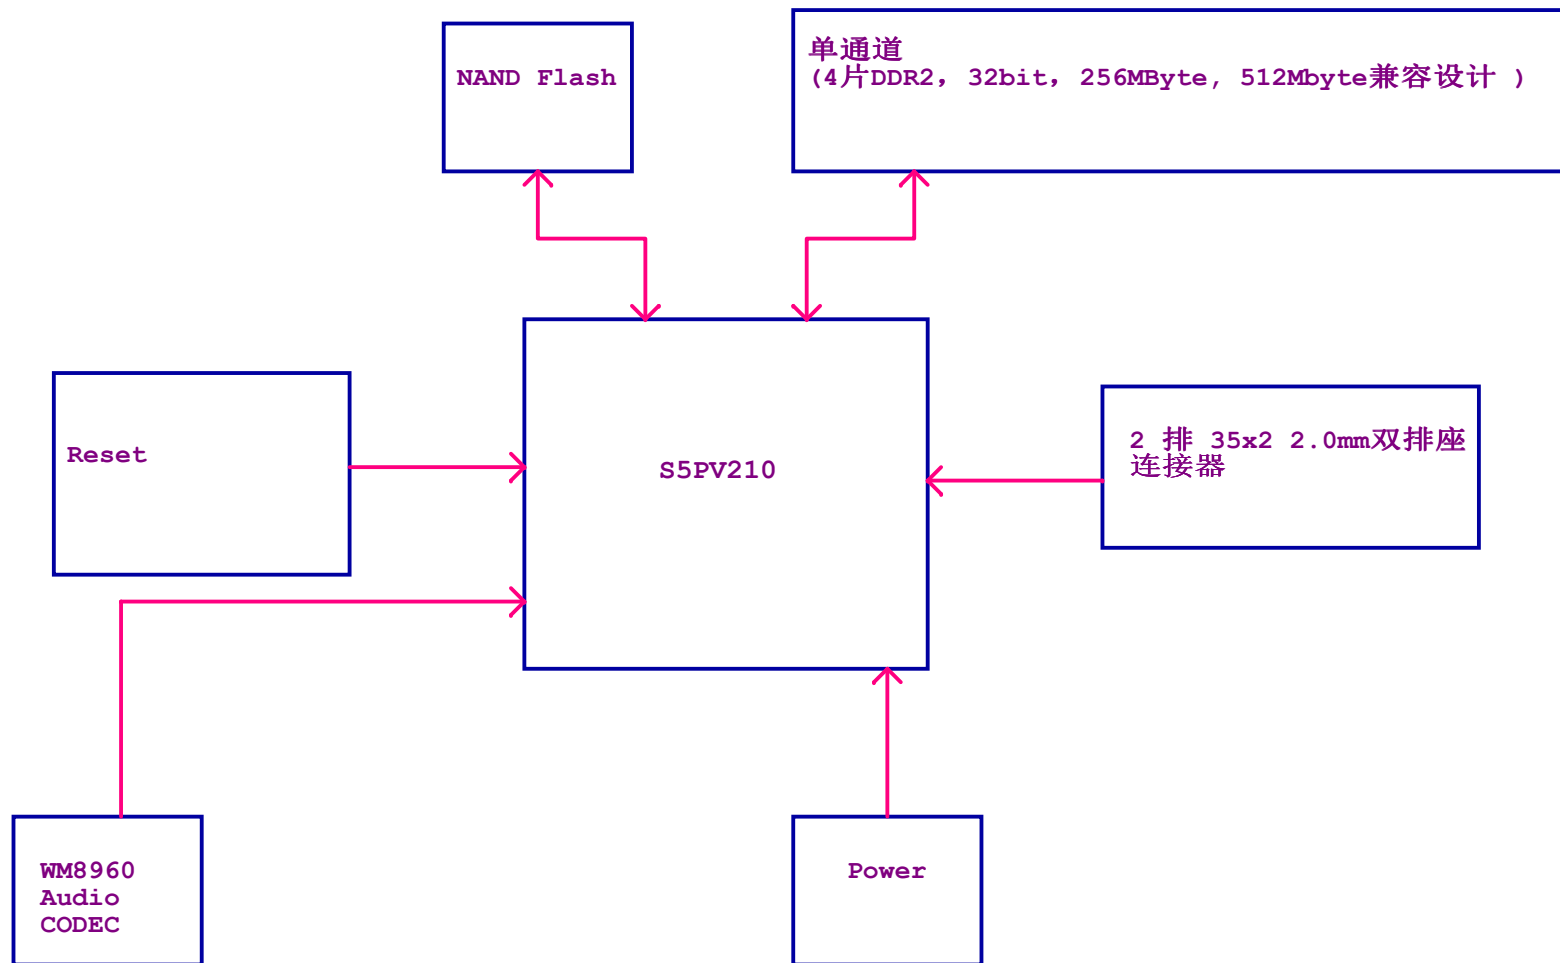 NAND Flash
单通道
(4片DDR2，32bit，256MByte, 512Mbyte兼容设计 )
Reset
S5PV210
2 排 35x2 2.0mm双排座
连接器
WM8960
Audio
CODEC
Power